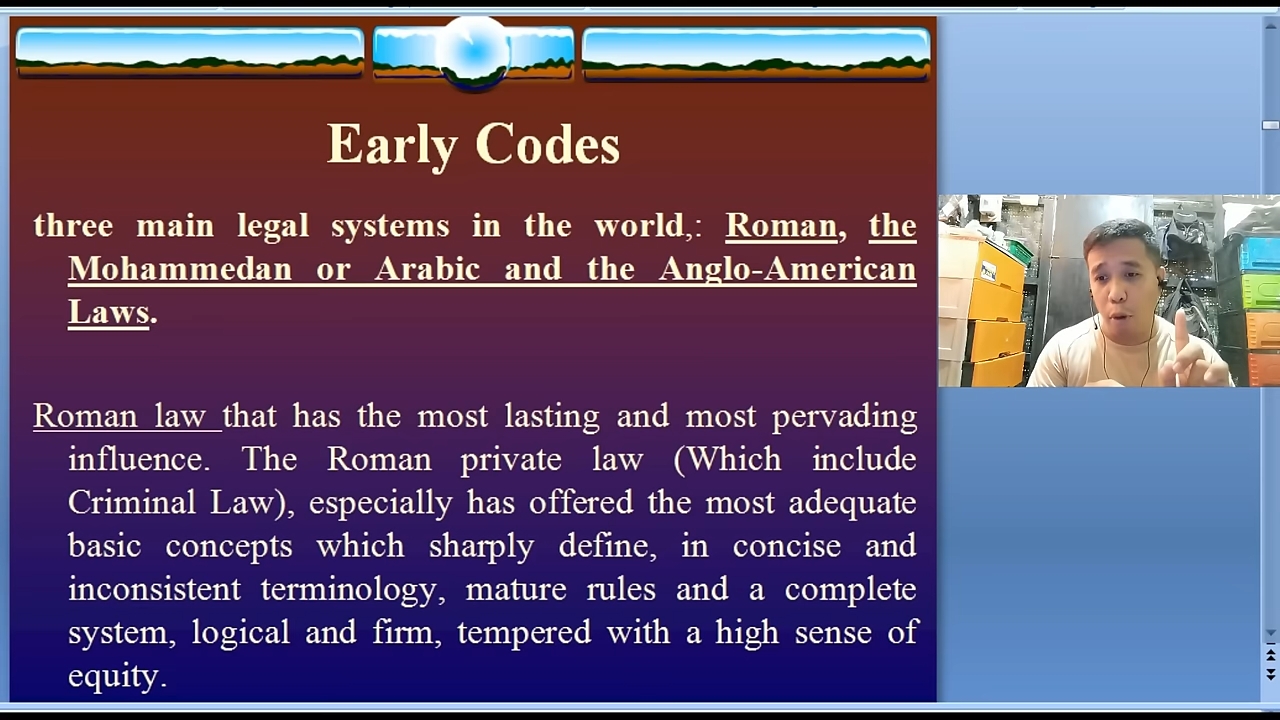 Early Codes
three main legal systems in the world,: Roman, the
Mohammedan or Arabic and the Anglo-American
Laws.
Roman law that has the most lasting and most pervading
influence. The Roman private law (Which include
Criminal Law), especially has offered the most adequate
basic concepts which sharply define, in concise and
inconsistent terminology, mature rules and a complete
system, logical and firm, tempered with a high sense of
equity.